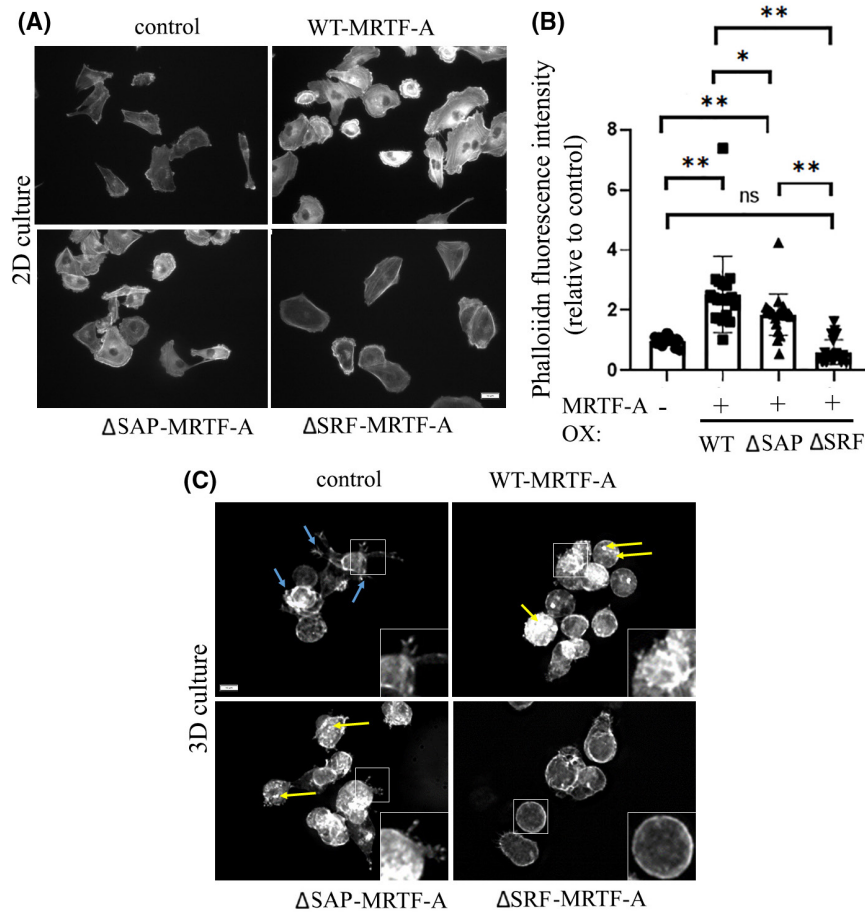 (A)
control
WT-MRTF-A
2D culture
ΔSAP-MRTF-A
ΔSRF-MRTF-A
(B)
Phalloiidn fluorescence intensity
(relative to control)
**
*
**
**
**
ns
8
6
4
2
0
MRTF-A - + + +
OX:
WT ΔSAP ΔSRF
(C)
control
WT-MRTF-A
3D culture
ΔSAP-MRTF-A
ΔSRF-MRTF-A